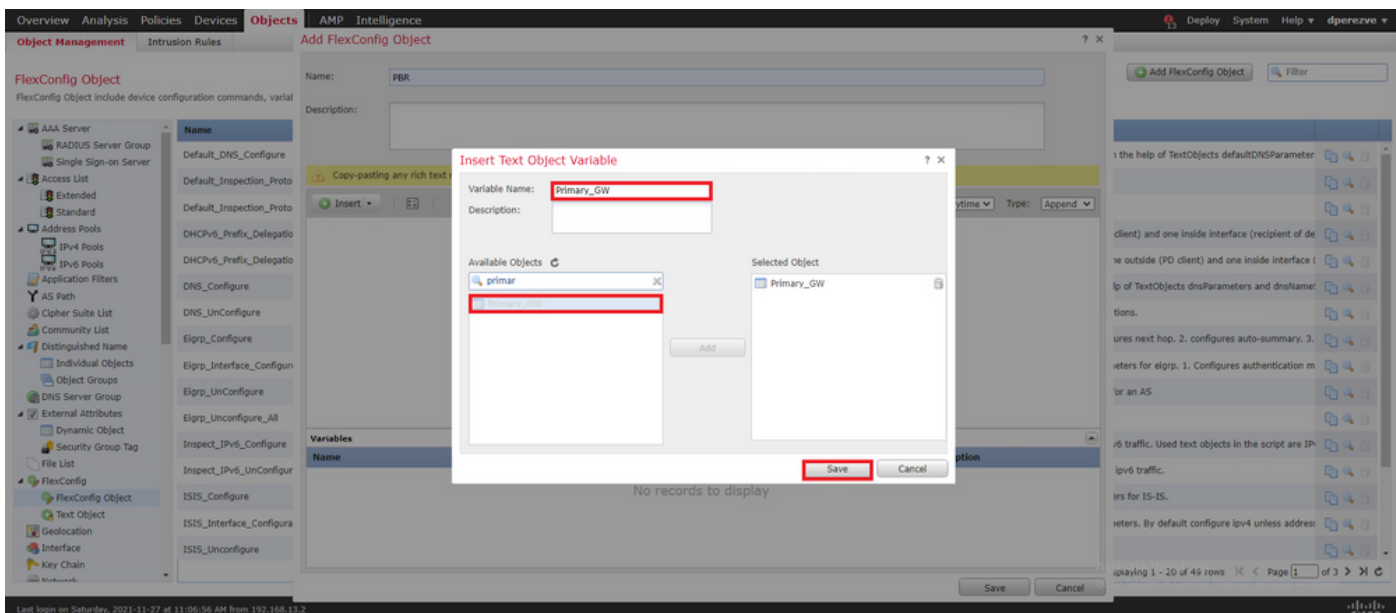 Overview Analysis Policies Devices Objects AMP Intelligence
13 Deploy System Help dperezve
Object Management Intrusion Rules
Add FlexConfig Object ? ×
FlexConfig Object
FlexConfig Object include device configuration commands, varial
Add FlexConfig Object
Filter
AAA Server
RADIUS Server Group
Single Sign-on Server
Access List
Extended
Standard
Address Pools
IPv4 Pools
IPv6 Pools
Application Filters
AS Path
Cipher Suite List
Community List
Distinguished Name
Individual Objects
Object Groups
DNS Server Group
External Attributes
Dynamic Object
Security Group Tag
File List
FlexConfig
FlexConfig Object
Text Object
Geolocation
Interface
Key Chain
Network
Name
Default_DNS_Configure
Default_Inspection_Proto
Default_Inspection_Proto
DHCPv6_Prefix_Delegatio
DHCPv6_Prefix_Delegatio
DNS_Configure
DNS_UnConfigure
Eigrp_Configure
Eigrp_Interface_Configure
Eigrp_UnConfigure
Eigrp_Unconfigure_All
Inspect_IPv6_Configure
Inspect_IPv6_UnConfigur
ISIS_Configure
ISIS_Interface_Configura
ISIS_Unconfigure
Name: PBR
Description:
Copy-pasting any rich text
Insert
ytime Type: Append
Insert Text Object Variable ? ×
Variable Name: Primary_GW
Description:
Available Objects
Selected Object
primar
Primary_GW
Primary_GW
Add
Save Cancel
Variables
Name
ption
No records to display
Save Cancel
the help of TextObjects defaultDNSParameter
client) and one inside interface (recipient of de
ne outside (PD client) and one inside interface (
lp of TextObjects dnsParameters and dnsName
tions.
ures next hop. 2. configures auto-summary. 3.
eters for eigrp. 1. Configures authentication m
for an AS
v6 traffic. Used text objects in the script are IP
ipv6 traffic.
ers for IS-IS.
eters. By default configure ipv4 unless address
splaying 1 - 20 of 49 rows Page 1 of 3
Last login on Saturday, 2021-11-27 at 11:06:56 AM from 192.168.13.2
cisco